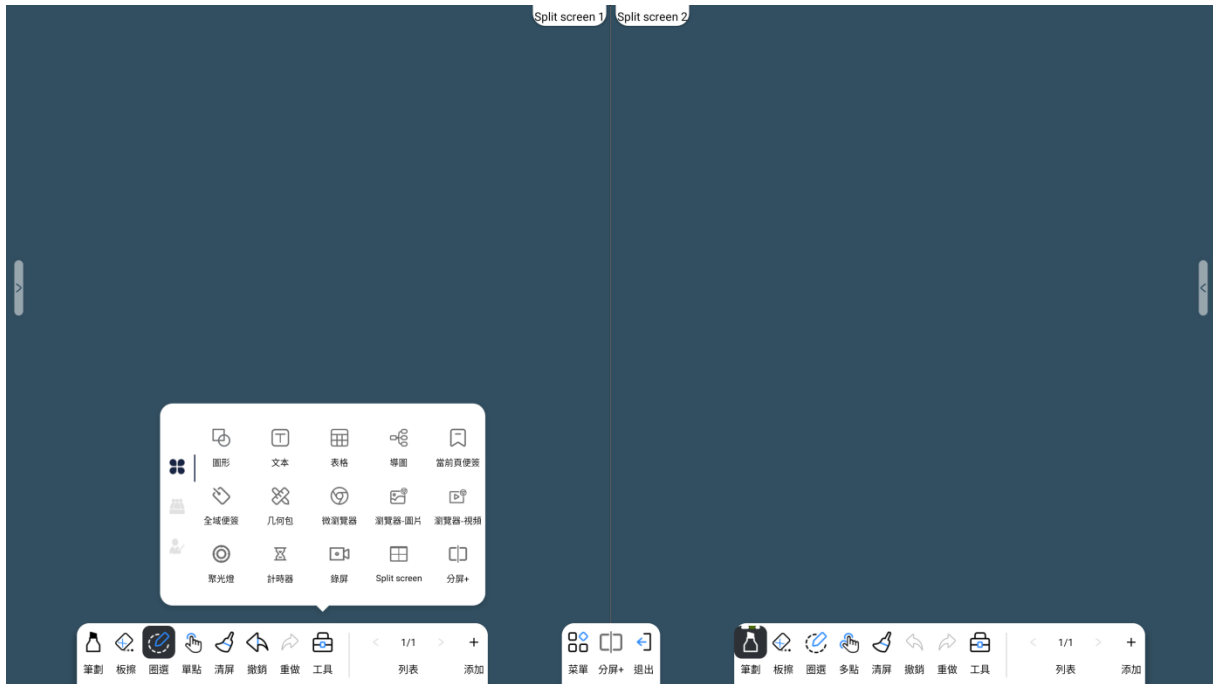 Split screen 1 Split screen 2
圖形 文本 表格 導圖 當前頁便簽
全域便簽 几何包 微瀏覽器 瀏覽器-圖片 瀏覽器-視頻
聚光燈 計時器 錄屏 Split screen 分屏+
1/1 1/1
筆劃 板擦 圈選 單點 清屏 撤銷 重做 工具 列表 添加 菜單 分屏+ 退出 筆劃 板擦 圈選 多點 清屏 撤銷 重做 工具 列表 添加